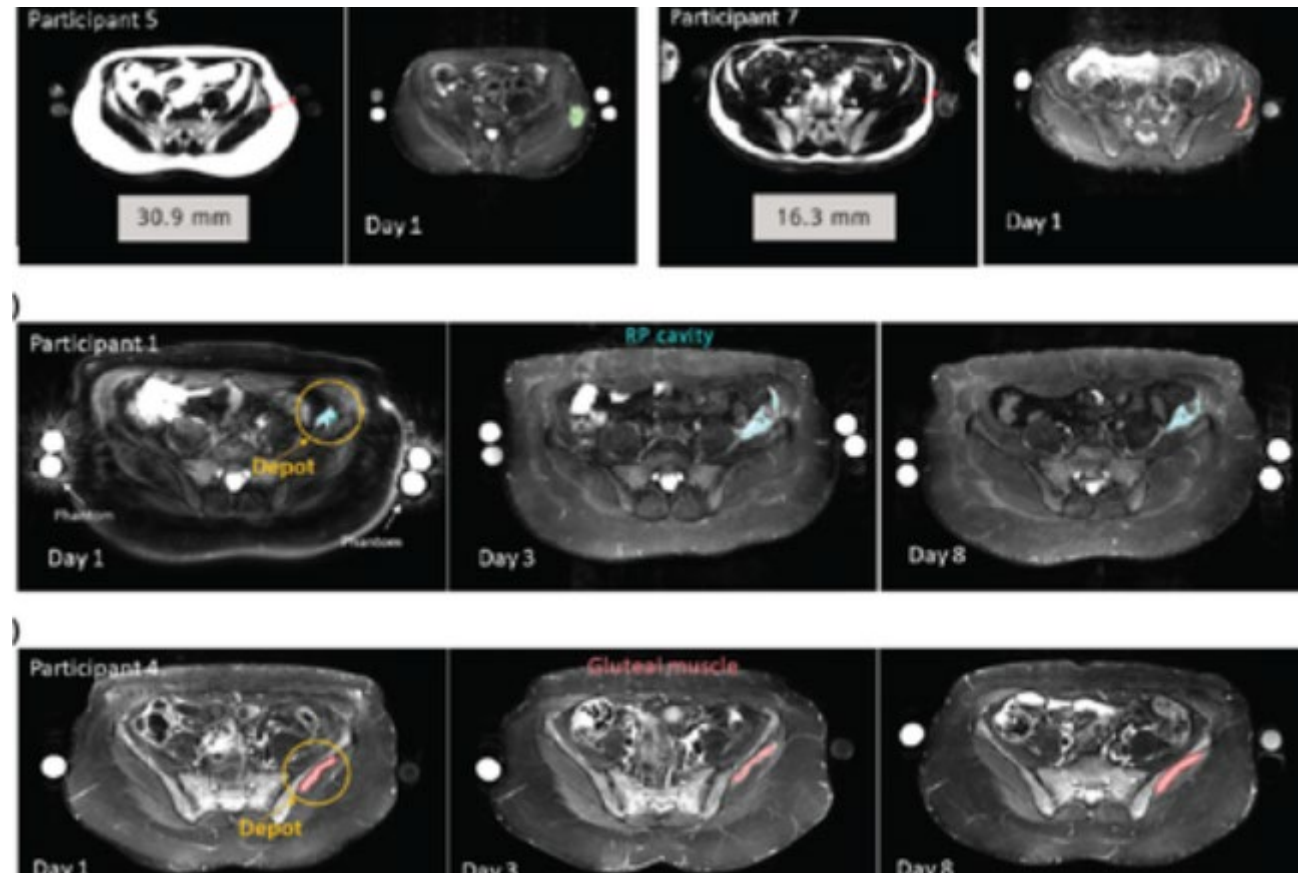 Participant 5
Participant 7
30.9 mm
Day 1
16.3 mm
Day 1
)
Participant 1
RP cavity
Depot
Phantom
Phantom
Day 1
Day 3
Day 8
)
Participant 4
Gluteal muscle
Depot
Day 1
Day 3
Day 8